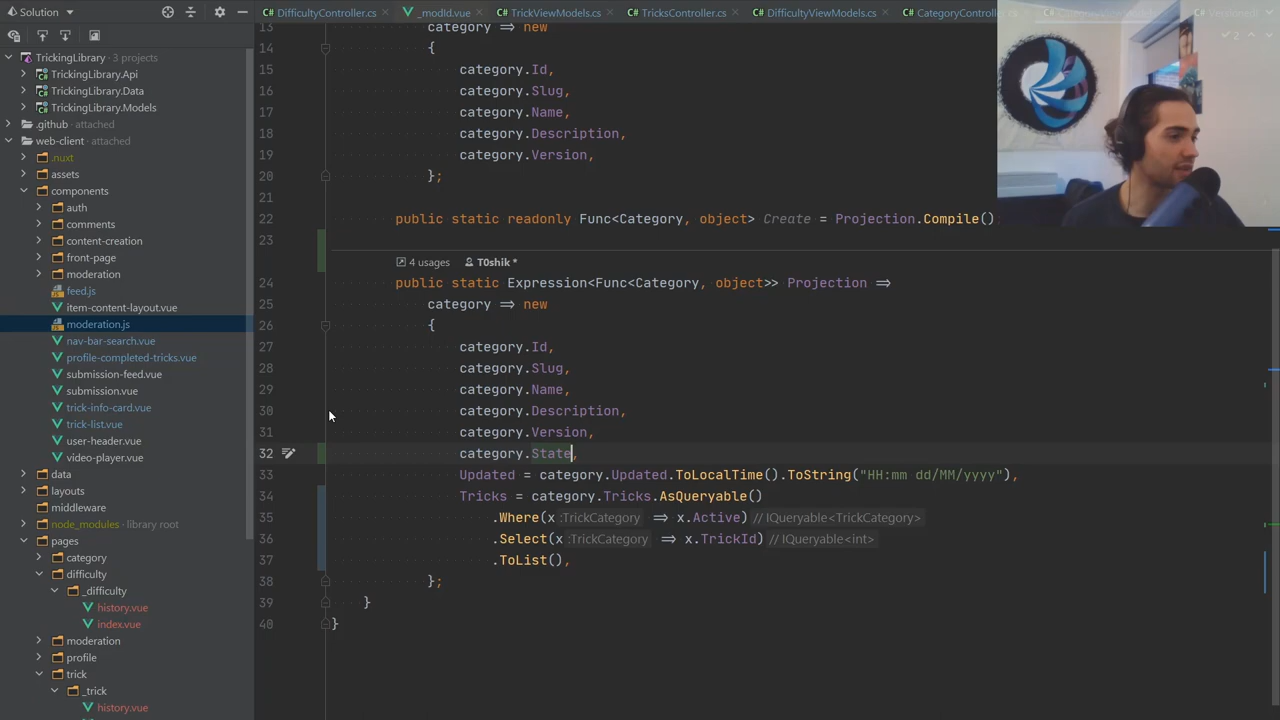 Solution
DifficultyController.cs
_modId.vue
C# TrickViewModels.cs
C# TricksController.cs
C# DifficultyViewModels.cs
C#
TrickingLibrary 3 projects
TrickingLibrary.Api
TrickingLibrary.Data
TrickingLibrary.Models
.github attached
web-client attached
.nuxt
assets
components
auth
comments
content-creation
front-page
moderation
feed.js
item-content-layout.vue
moderation.js
nav-bar-search.vue
profile-completed-tricks.vue
submission-feed.vue
submission.vue
trick-info-card.vue
trick-list.vue
user-header.vue
video-player.vue
data
layouts
middleware
node_modules library root
pages
category
difficulty
_difficulty
history.vue
index.vue
moderation
profile
trick
_trick
history.vue
13 category => new
14 {
15 category.Id,
16 category.Slug,
17 category.Name,
18 category.Description,
19 category.Version,
20 };
21
22 public static readonly Func<Category, object> Create = Projection.Compile()
23
4 usages T0shik *
24 public static Expression<Func<Category, object>> Projection =>
25 category => new
26 {
27 category.Id,
28 category.Slug,
29 category.Name,
30 category.Description,
31 category.Version,
32 category.State,
33 Updated = category.Updated.ToLocalTime().ToString("HH:mm dd/MM/yyyy"),
34 Tricks = category.Tricks.AsQueryable()
35 .Where(x :TrickCategory => x.Active) // IQueryable<TrickCategory>
36 .Select(x :TrickCategory => x.TrickId) // IQueryable<int>
37 .ToList(),
38 };
39 }
40 }